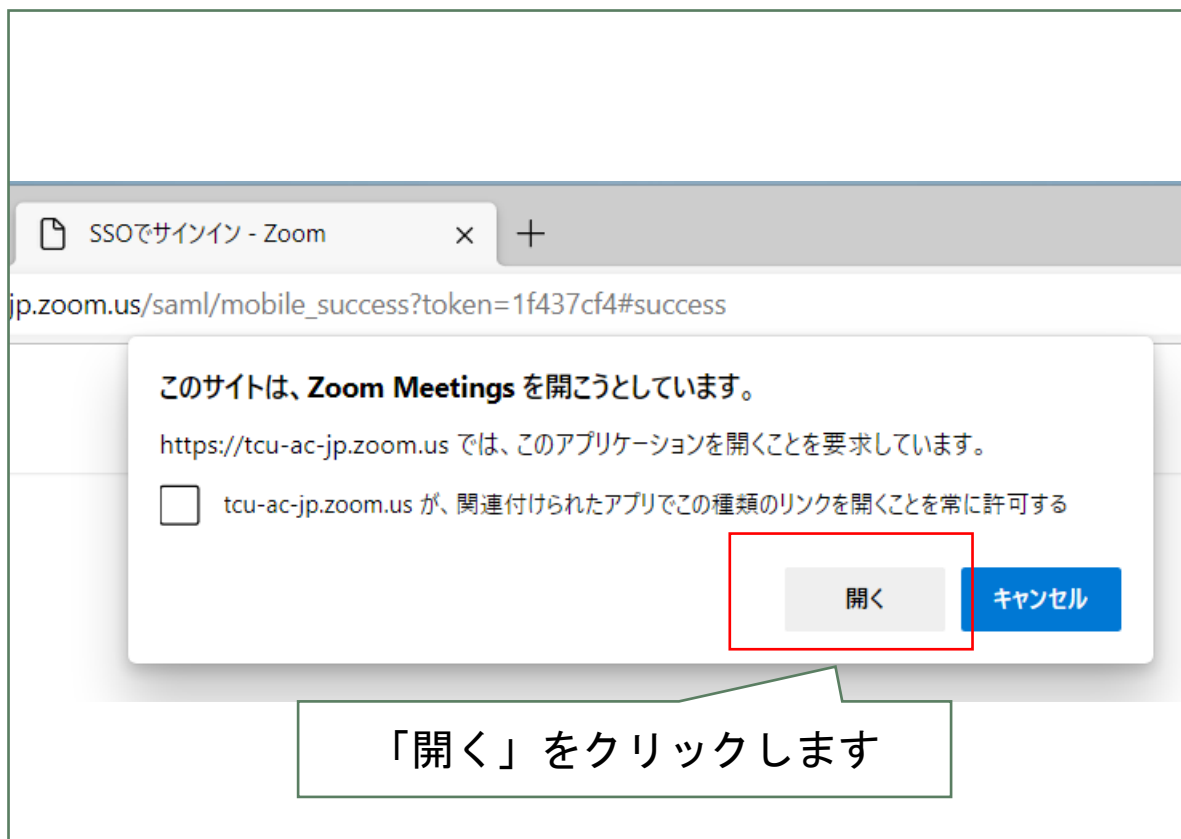 SSOでサインイン - Zoom
jp.zoom.us/saml/mobile_success?token=1f437cf4#success
このサイトは、Zoom Meetings を開こうとしています。
https://tcu-ac-jp.zoom.us では、このアプリケーションを開くことを要求しています。
tcu-ac-jp.zoom.us が、関連付けられたアプリでこの種類のリンクを開くことを常に許可する
開く
キャンセル
「開く」をクリックします